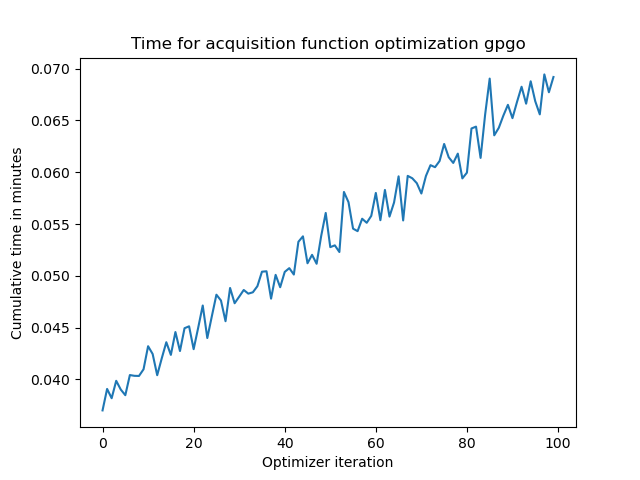 Time for acquisition function optimization gpgo
Cumulative time in minutes
0.070
0.065
0.060
0.055
0.050
0.045
0.040
0 20 40 60 80 100
Optimizer iteration